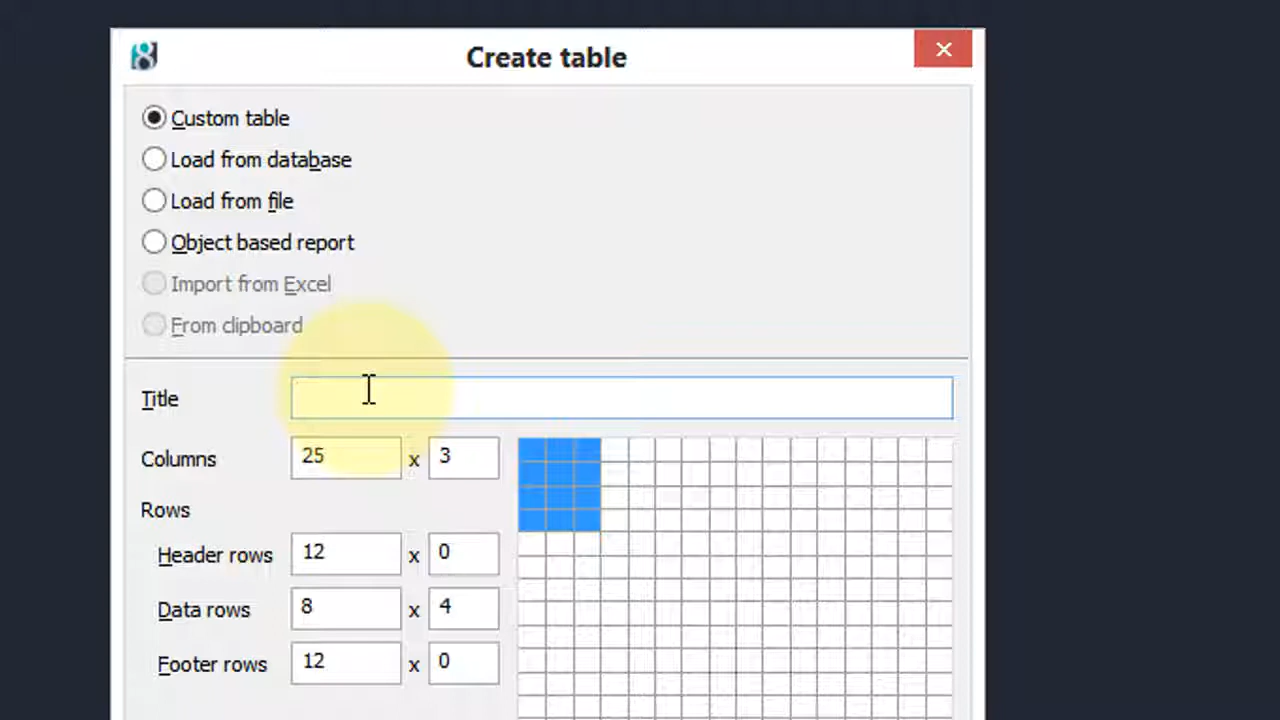 Create table
Custom table
Load from database
Load from file
Object based report
Import from Excel
From clipboard
Title
Columns 25 x 3
Rows
Header rows 12 x 0
Data rows 8 x 4
Footer rows 12 x 0